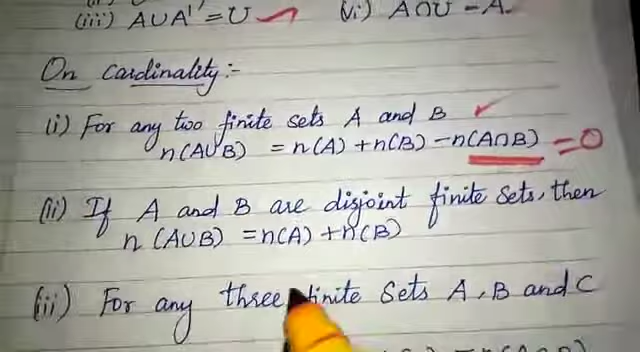 (iii) A∪A' = U (vi) A∩U = A.
On Cardinality:-
(i) For any two finite sets A and B
n(A∪B) = n(A) + n(B) - n(A∩B) = 0
(ii) If A and B are disjoint finite sets, then
n(A∪B) = n(A) + n(B)
(iii) For any three finite sets A, B and C